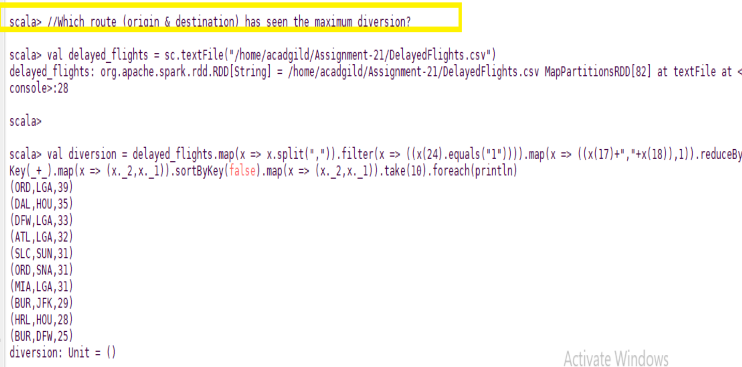 scala> //Which route (origin & destination) has seen the maximum diversion?
scala> val delayed_flights = sc.textFile("/home/acadgild/Assignment-21/DelayedFlights.csv")
delayed_flights: org.apache.spark.rdd.RDD[String] = /home/acadgild/Assignment-21/DelayedFlights.csv MapPartitionsRDD[82] at textFile at <
console>:28
scala>
scala> val diversion = delayed_flights.map(x => x.split(",")).filter(x => ((x(24).equals("1")))).map(x => ((x(17)+","+x(18)),1)).reduceBy
Key(_+_).map(x => (x._2,x._1)).sortByKey(false).map(x => (x._2,x._1)).take(10).foreach(println)
(ORD,LGA,39)
(DAL,HOU,35)
(DFW,LGA,33)
(ATL,LGA,32)
(SLC,SUN,31)
(ORD,SNA,31)
(MIA,LGA,31)
(BUR,JFK,29)
(HRL,HOU,28)
(BUR,DFW,25)
diversion: Unit = ()
Activate Windows